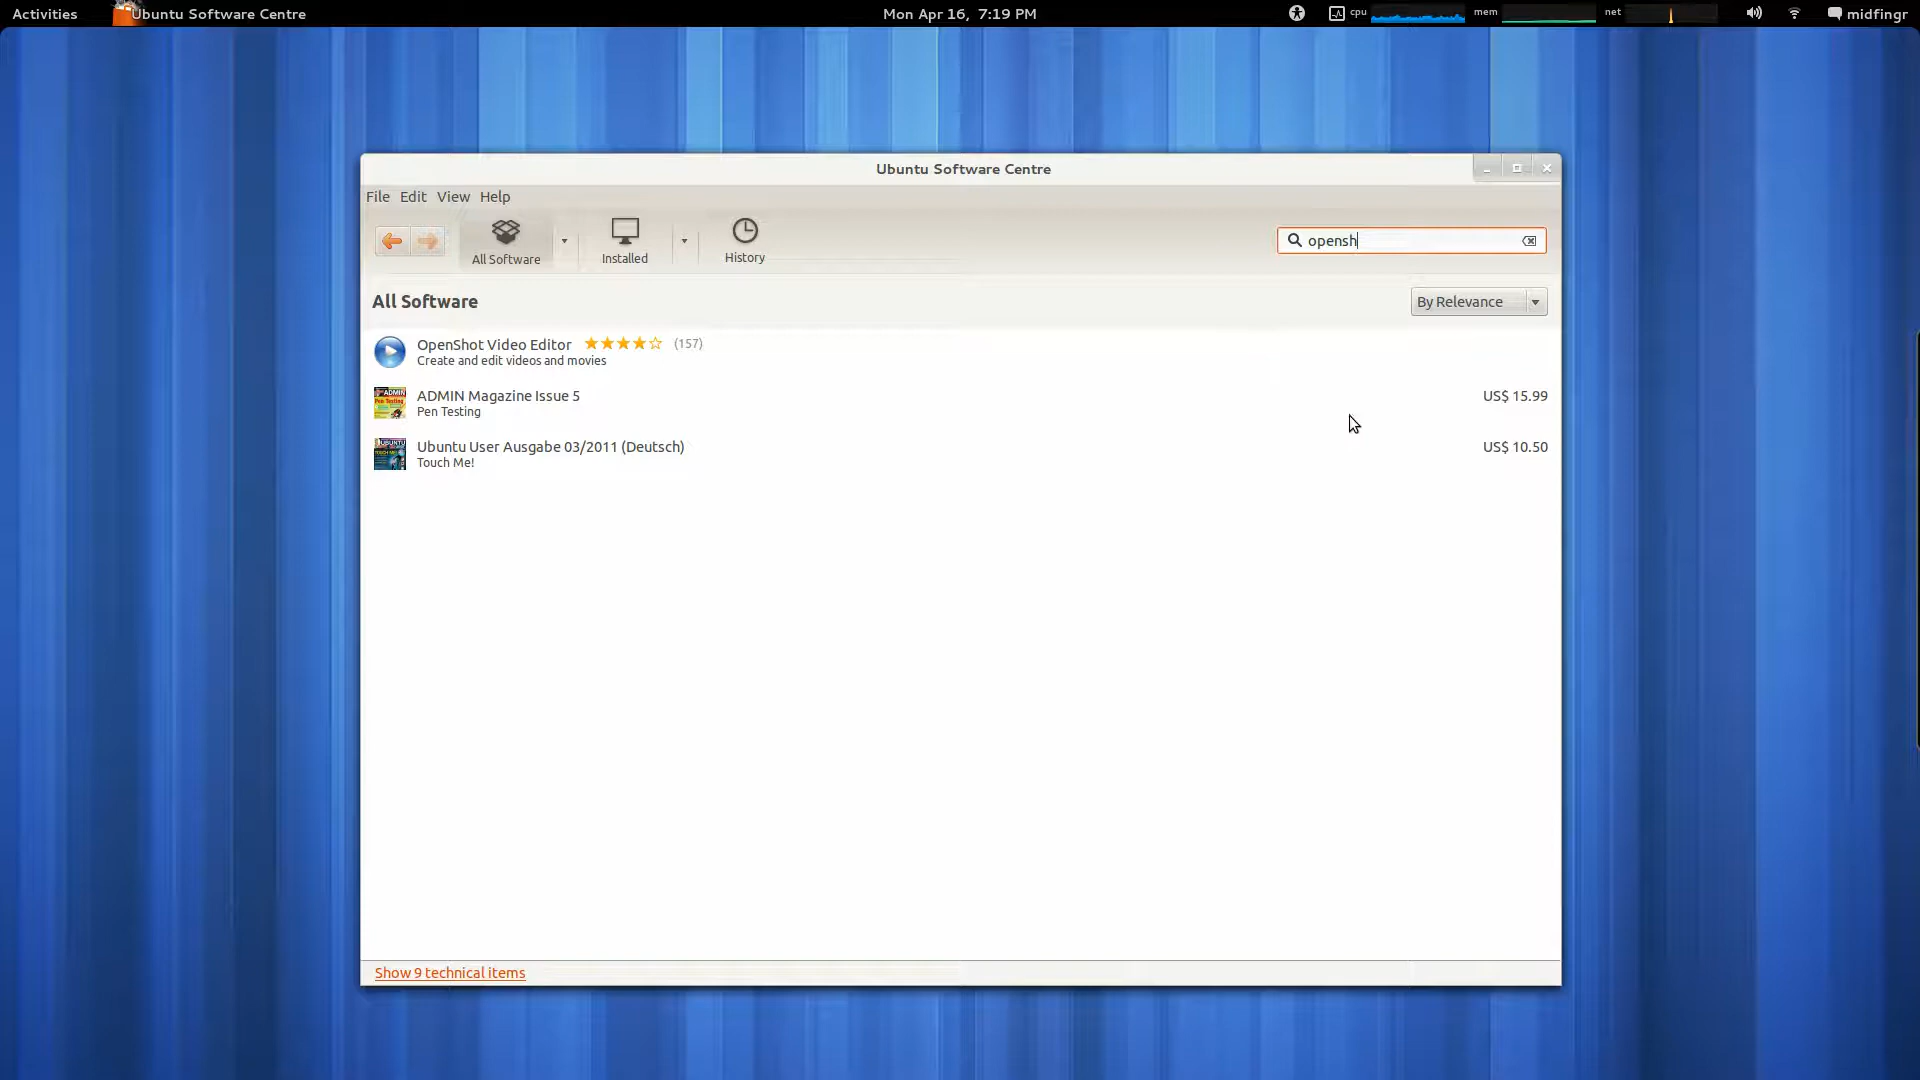 Activities Ubuntu Software Centre Mon Apr 16, 7:19 PM cpu mem net midfingr
Ubuntu Software Centre
File Edit View Help
All Software Installed History opensh
All Software By Relevance
OpenShot Video Editor (157)
Create and edit videos and movies
ADMIN Magazine Issue 5 US$ 15.99
Pen Testing
Ubuntu User Ausgabe 03/2011 (Deutsch) US$ 10.50
Touch Me!
Show 9 technical items